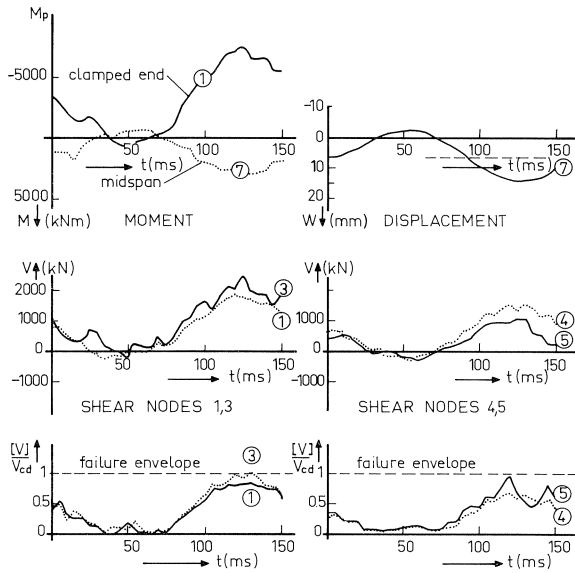 Mp
-5000
clamped end
①
50
100
150
t(ms)
midspan
⑦
5000
M (kNm)
MOMENT
-10
0
10
20
50
100
150
t(ms)
⑦
W (mm)
DISPLACEMENT
V (kN)
2000
1000
0
-1000
50
100
150
③
①
t(ms)
SHEAR NODES 1,3
V (kN)
2000
1000
0
-1000
50
100
150
④
⑤
t(ms)
SHEAR NODES 4,5
[V]
Vcd
failure envelope
1
0.5
0
50
100
150
③
①
t(ms)
[V]
Vcd
failure envelope
1
0.5
0
50
100
150
⑤
④
t(ms)